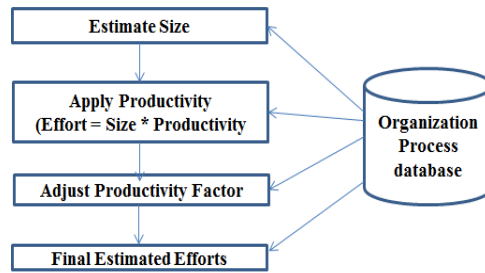 Estimate Size
Apply Productivity
(Effort = Size * Productivity
Adjust Productivity Factor
Final Estimated Efforts
Organization
Process
database